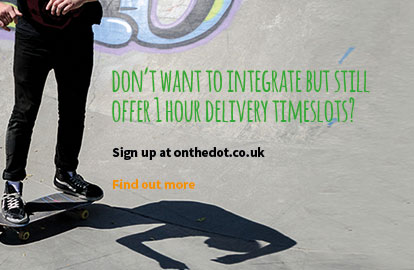 DON'T WANT TO INTEGRATE BUT STILL
OFFER 1 HOUR DELIVERY TIMESLOTS?
Sign up at onthedot.co.uk
Find out more